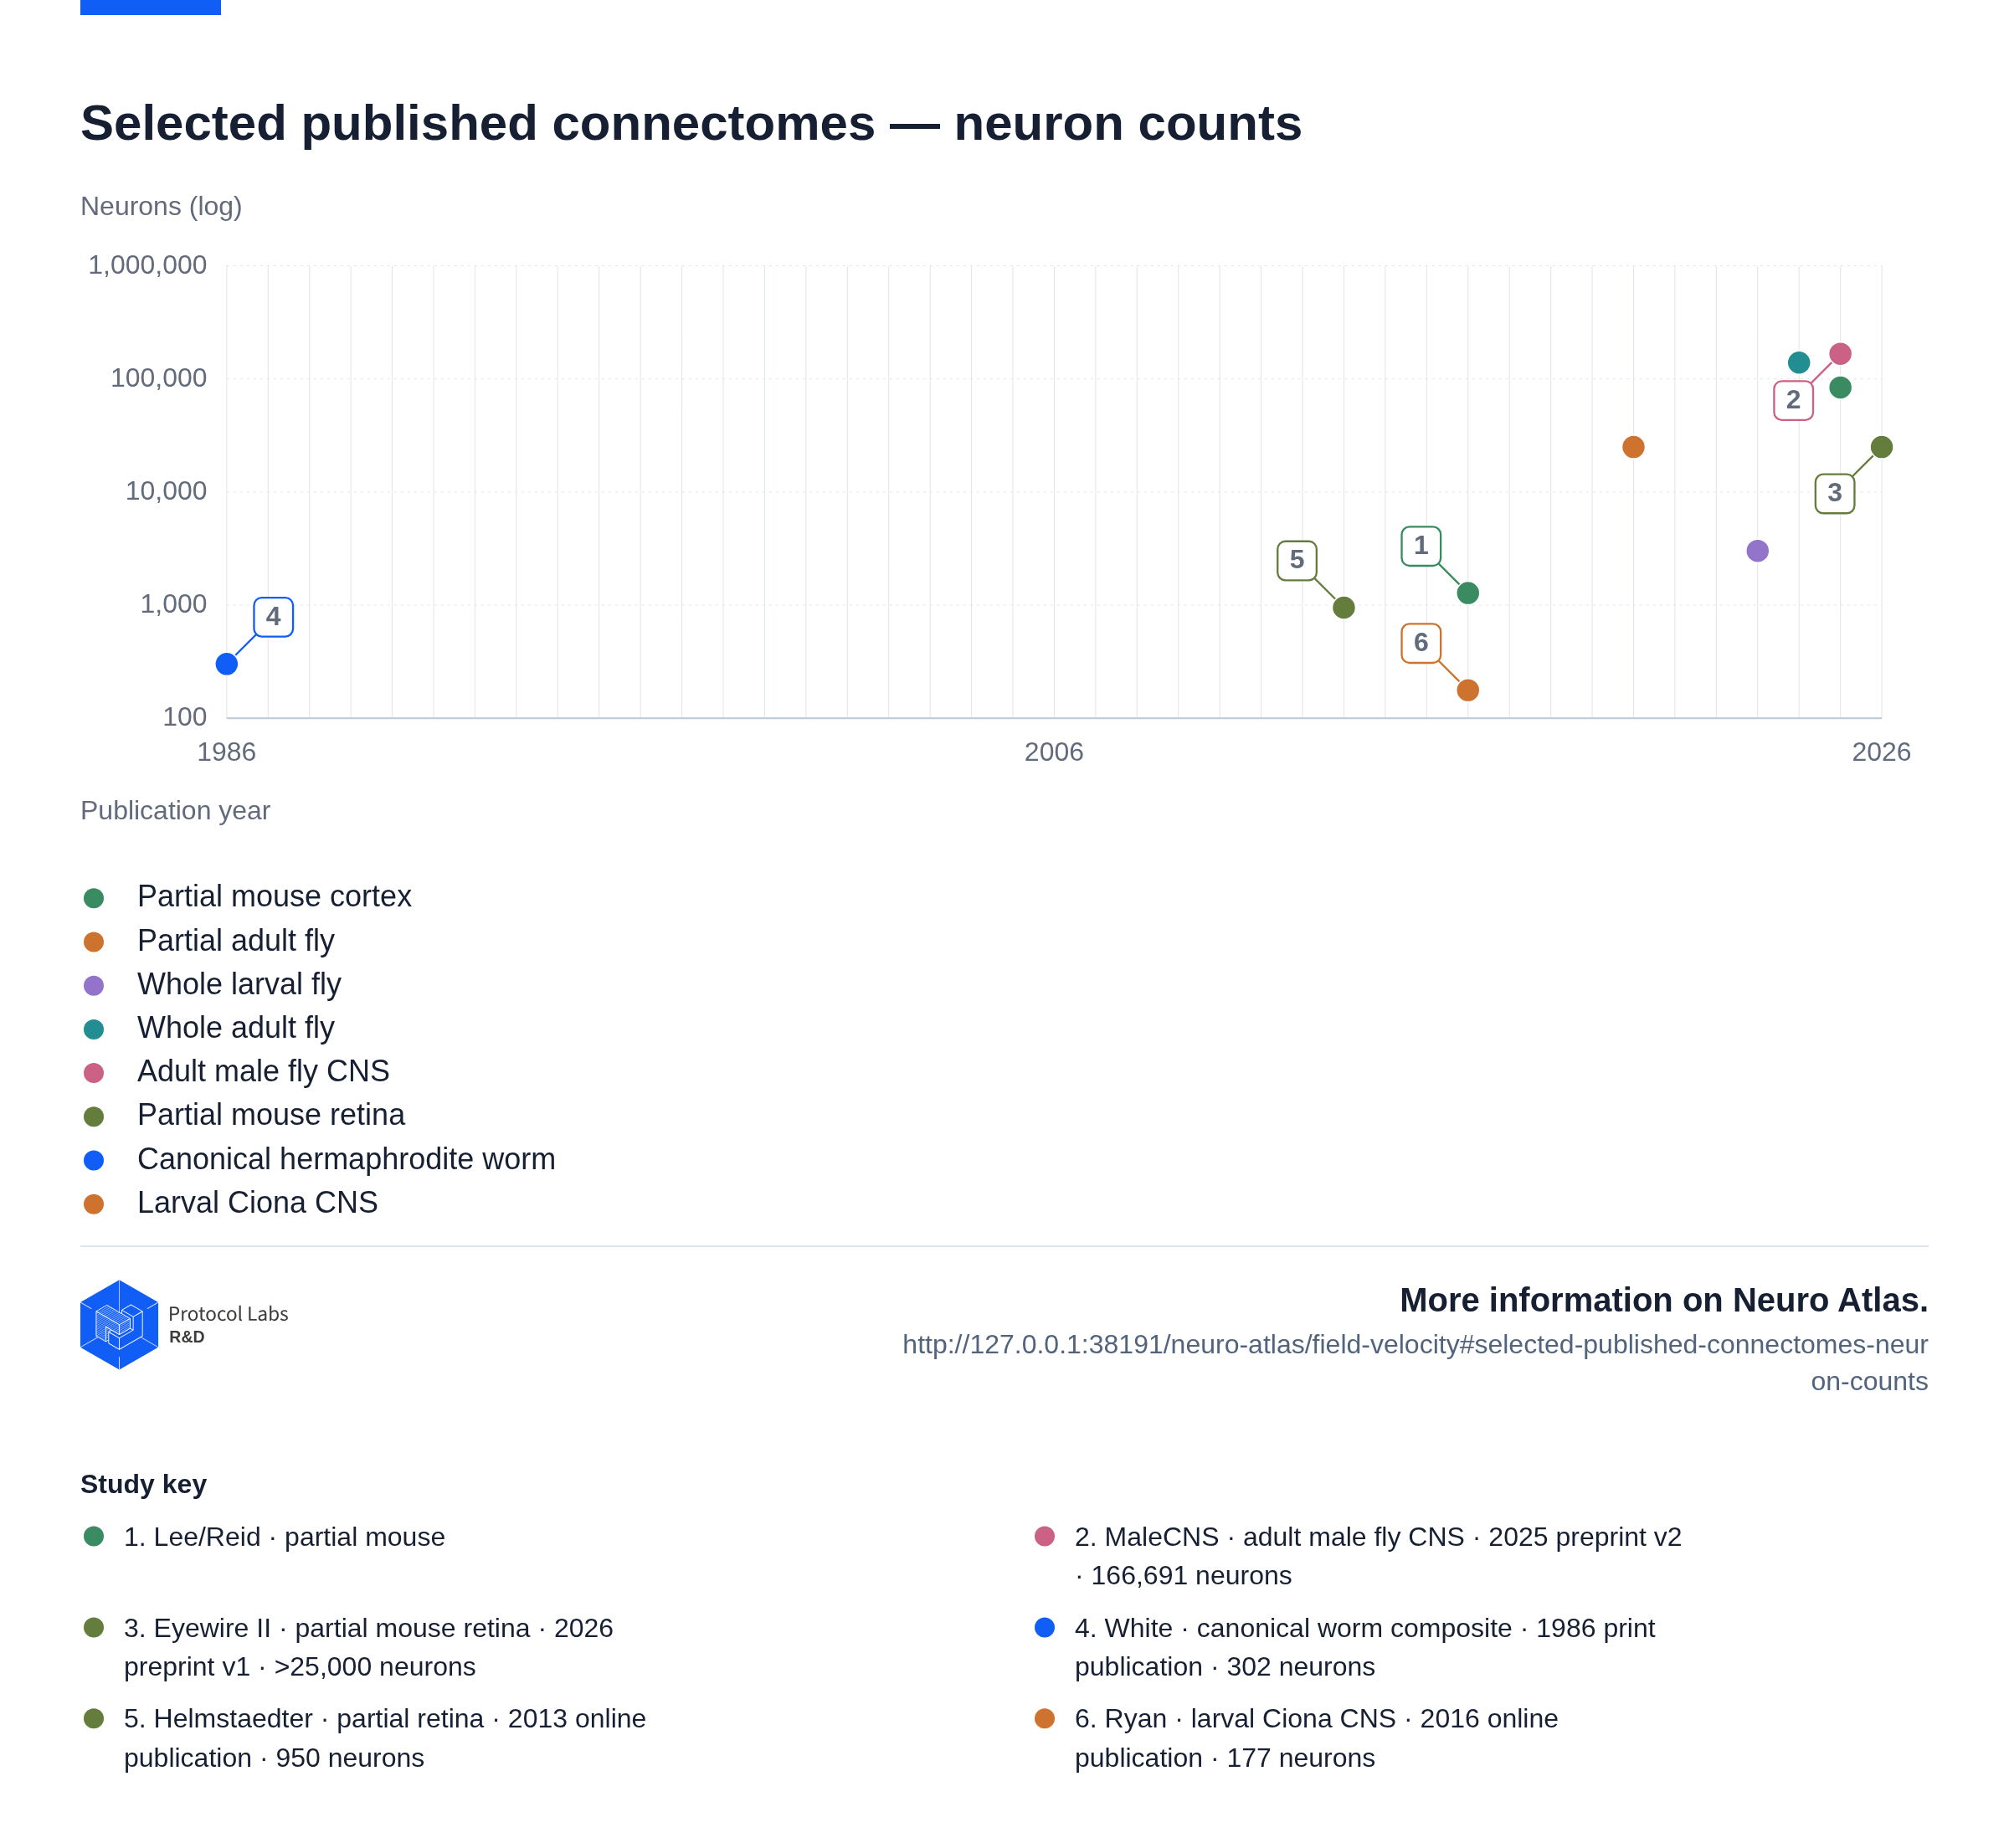 Selected published connectomes — neuron counts
Neurons (log)
1,000,000
100,000
10,000
1,000
100
2
3
5
1
4
6
1986
2006
2026
Publication year
Partial mouse cortex
Partial adult fly
Whole larval fly
Whole adult fly
Adult male fly CNS
Partial mouse retina
Canonical hermaphrodite worm
Larval Ciona CNS
Protocol Labs
R&D
More information on Neuro Atlas.
http://127.0.0.1:38191/neuro-atlas/field-velocity#selected-published-connectomes-neur
on-counts
Study key
1. Lee/Reid · partial mouse
2. MaleCNS · adult male fly CNS · 2025 preprint v2
· 166,691 neurons
3. Eyewire II · partial mouse retina · 2026
preprint v1 · >25,000 neurons
4. White · canonical worm composite · 1986 print
publication · 302 neurons
5. Helmstaedter · partial retina · 2013 online
publication · 950 neurons
6. Ryan · larval Ciona CNS · 2016 online
publication · 177 neurons